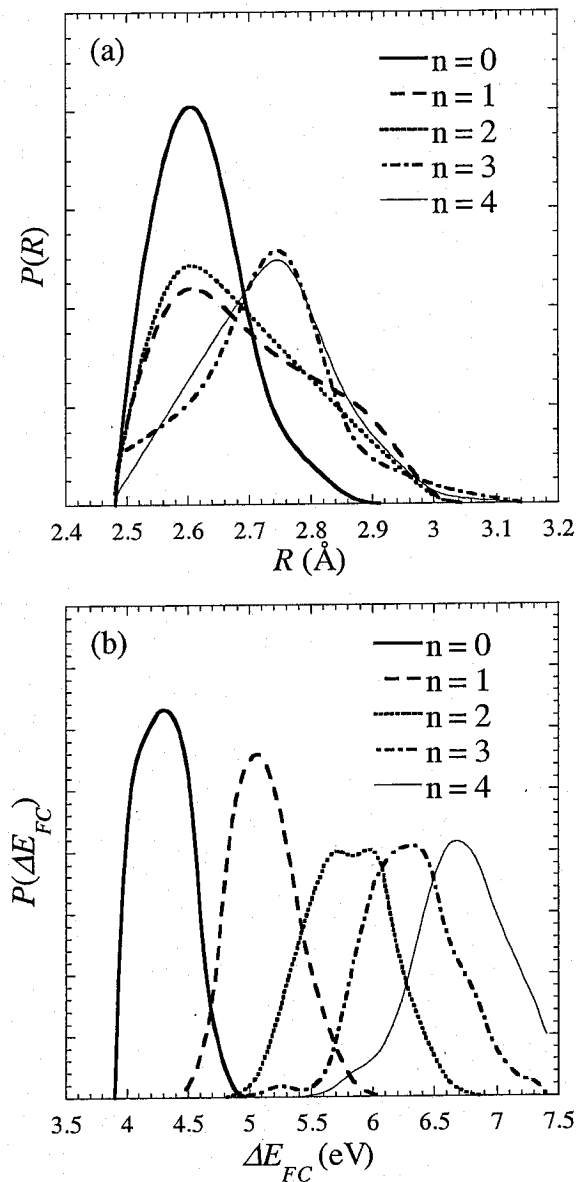 (a)
n = 0
n = 1
n = 2
n = 3
n = 4
P(R)
2.4 2.5 2.6 2.7 2.8 2.9 3 3.1 3.2
R (Å)
(b)
n = 0
n = 1
n = 2
n = 3
n = 4
P(ΔE_FC)
3.5 4 4.5 5 5.5 6 6.5 7 7.5
ΔE_FC (eV)